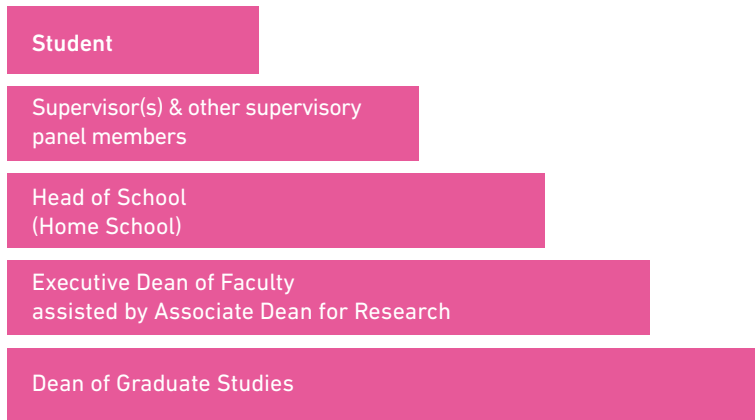 Student
Supervisor(s) & other supervisory
panel members
Head of School
(Home School)
Executive Dean of Faculty
assisted by Associate Dean for Research
Dean of Graduate Studies